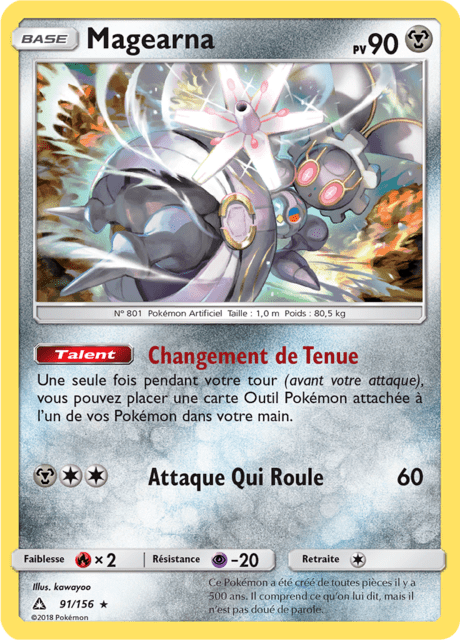 BASE Magearna PV 90
N° 801 Pokémon Artificiel Taille : 1,0 m Poids : 80,5 kg
Talent Changement de Tenue
Une seule fois pendant votre tour (avant votre attaque),
vous pouvez placer une carte Outil Pokémon attachée à
l'un de vos Pokémon dans votre main.
Attaque Qui Roule 60
Faiblesse × 2 Résistance -20 Retraite
Illus. kawayoo
91/156
©2018 Pokémon
Ce Pokémon a été créé de toutes pièces il y a
500 ans. Il comprend ce qu'on lui dit, mais il
n'est pas doué de parole.